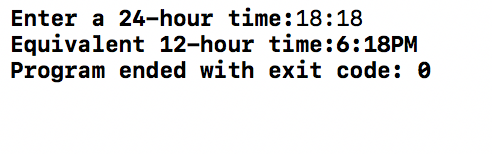 Enter a 24-hour time:18:18
Equivalent 12-hour time:6:18PM
Program ended with exit code: 0